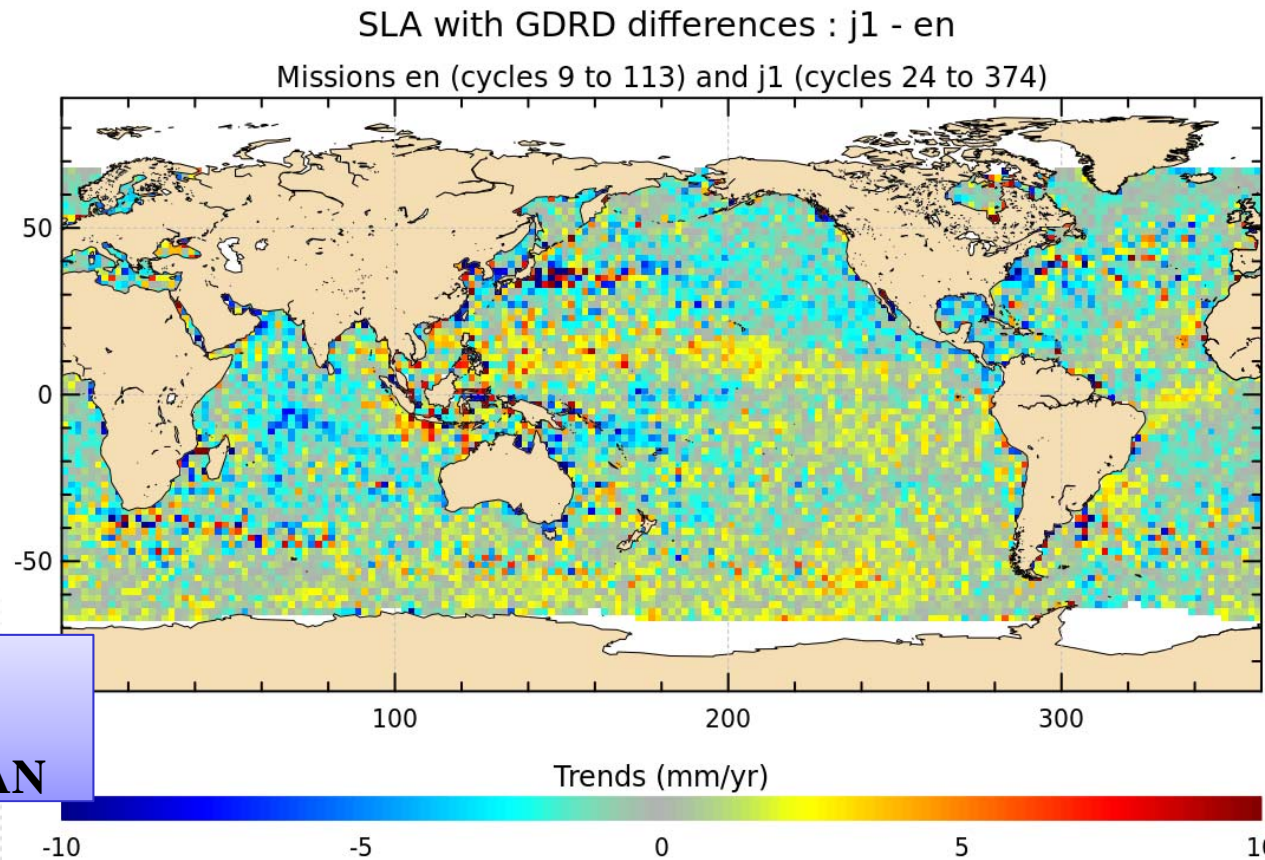 SLA with GDRD differences : j1 - en
Missions en (cycles 9 to 113) and j1 (cycles 24 to 374)
50
0
-50
100
200
300
AN
Trends (mm/yr)
-10
-5
0
5
10